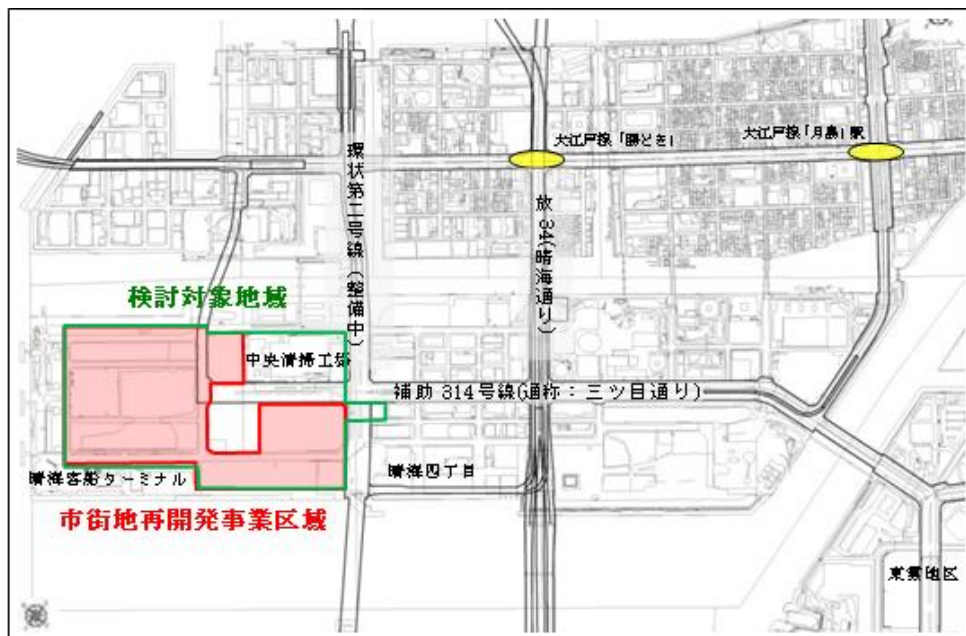 大江戸線「勝どき」
大江戸線「月島」駅
環状第二号線（整備中）
放34(晴海通り)
検討対象地域
中央清掃工場
補助314号線(通称：三ツ目通り)
晴海四丁目
晴海客船ターミナル
市街地再開発事業区域
東雲地区